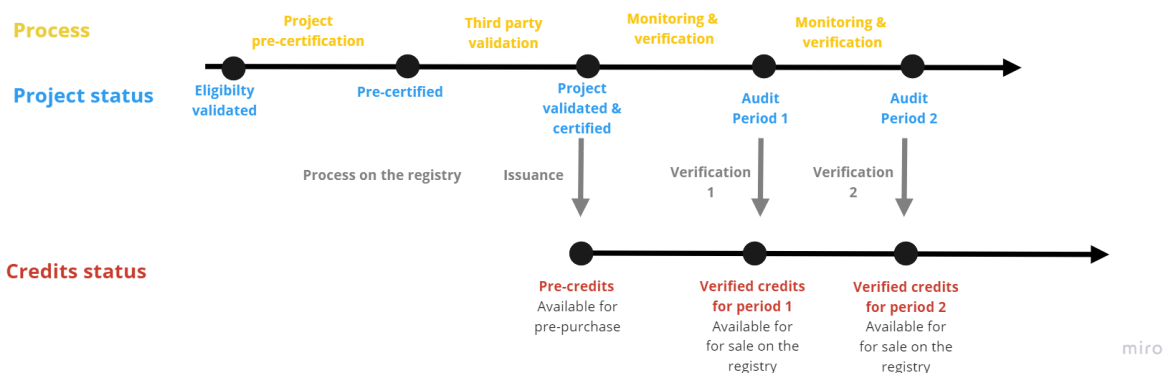 Process
Project
pre-certification
Third party
validation
Monitoring &
verification
Monitoring &
verification
Project status
Eligibilty
validated
Pre-certified
Project
validated &
certified
Audit
Period 1
Audit
Period 2
Process on the registry
Issuance
Verification
1
Verification
2
Credits status
Pre-credits
Available for
pre-purchase
Verified credits
for period 1
Available for
for sale on the
registry
Verified credits
for period 2
Available for
for sale on the
registry
miro